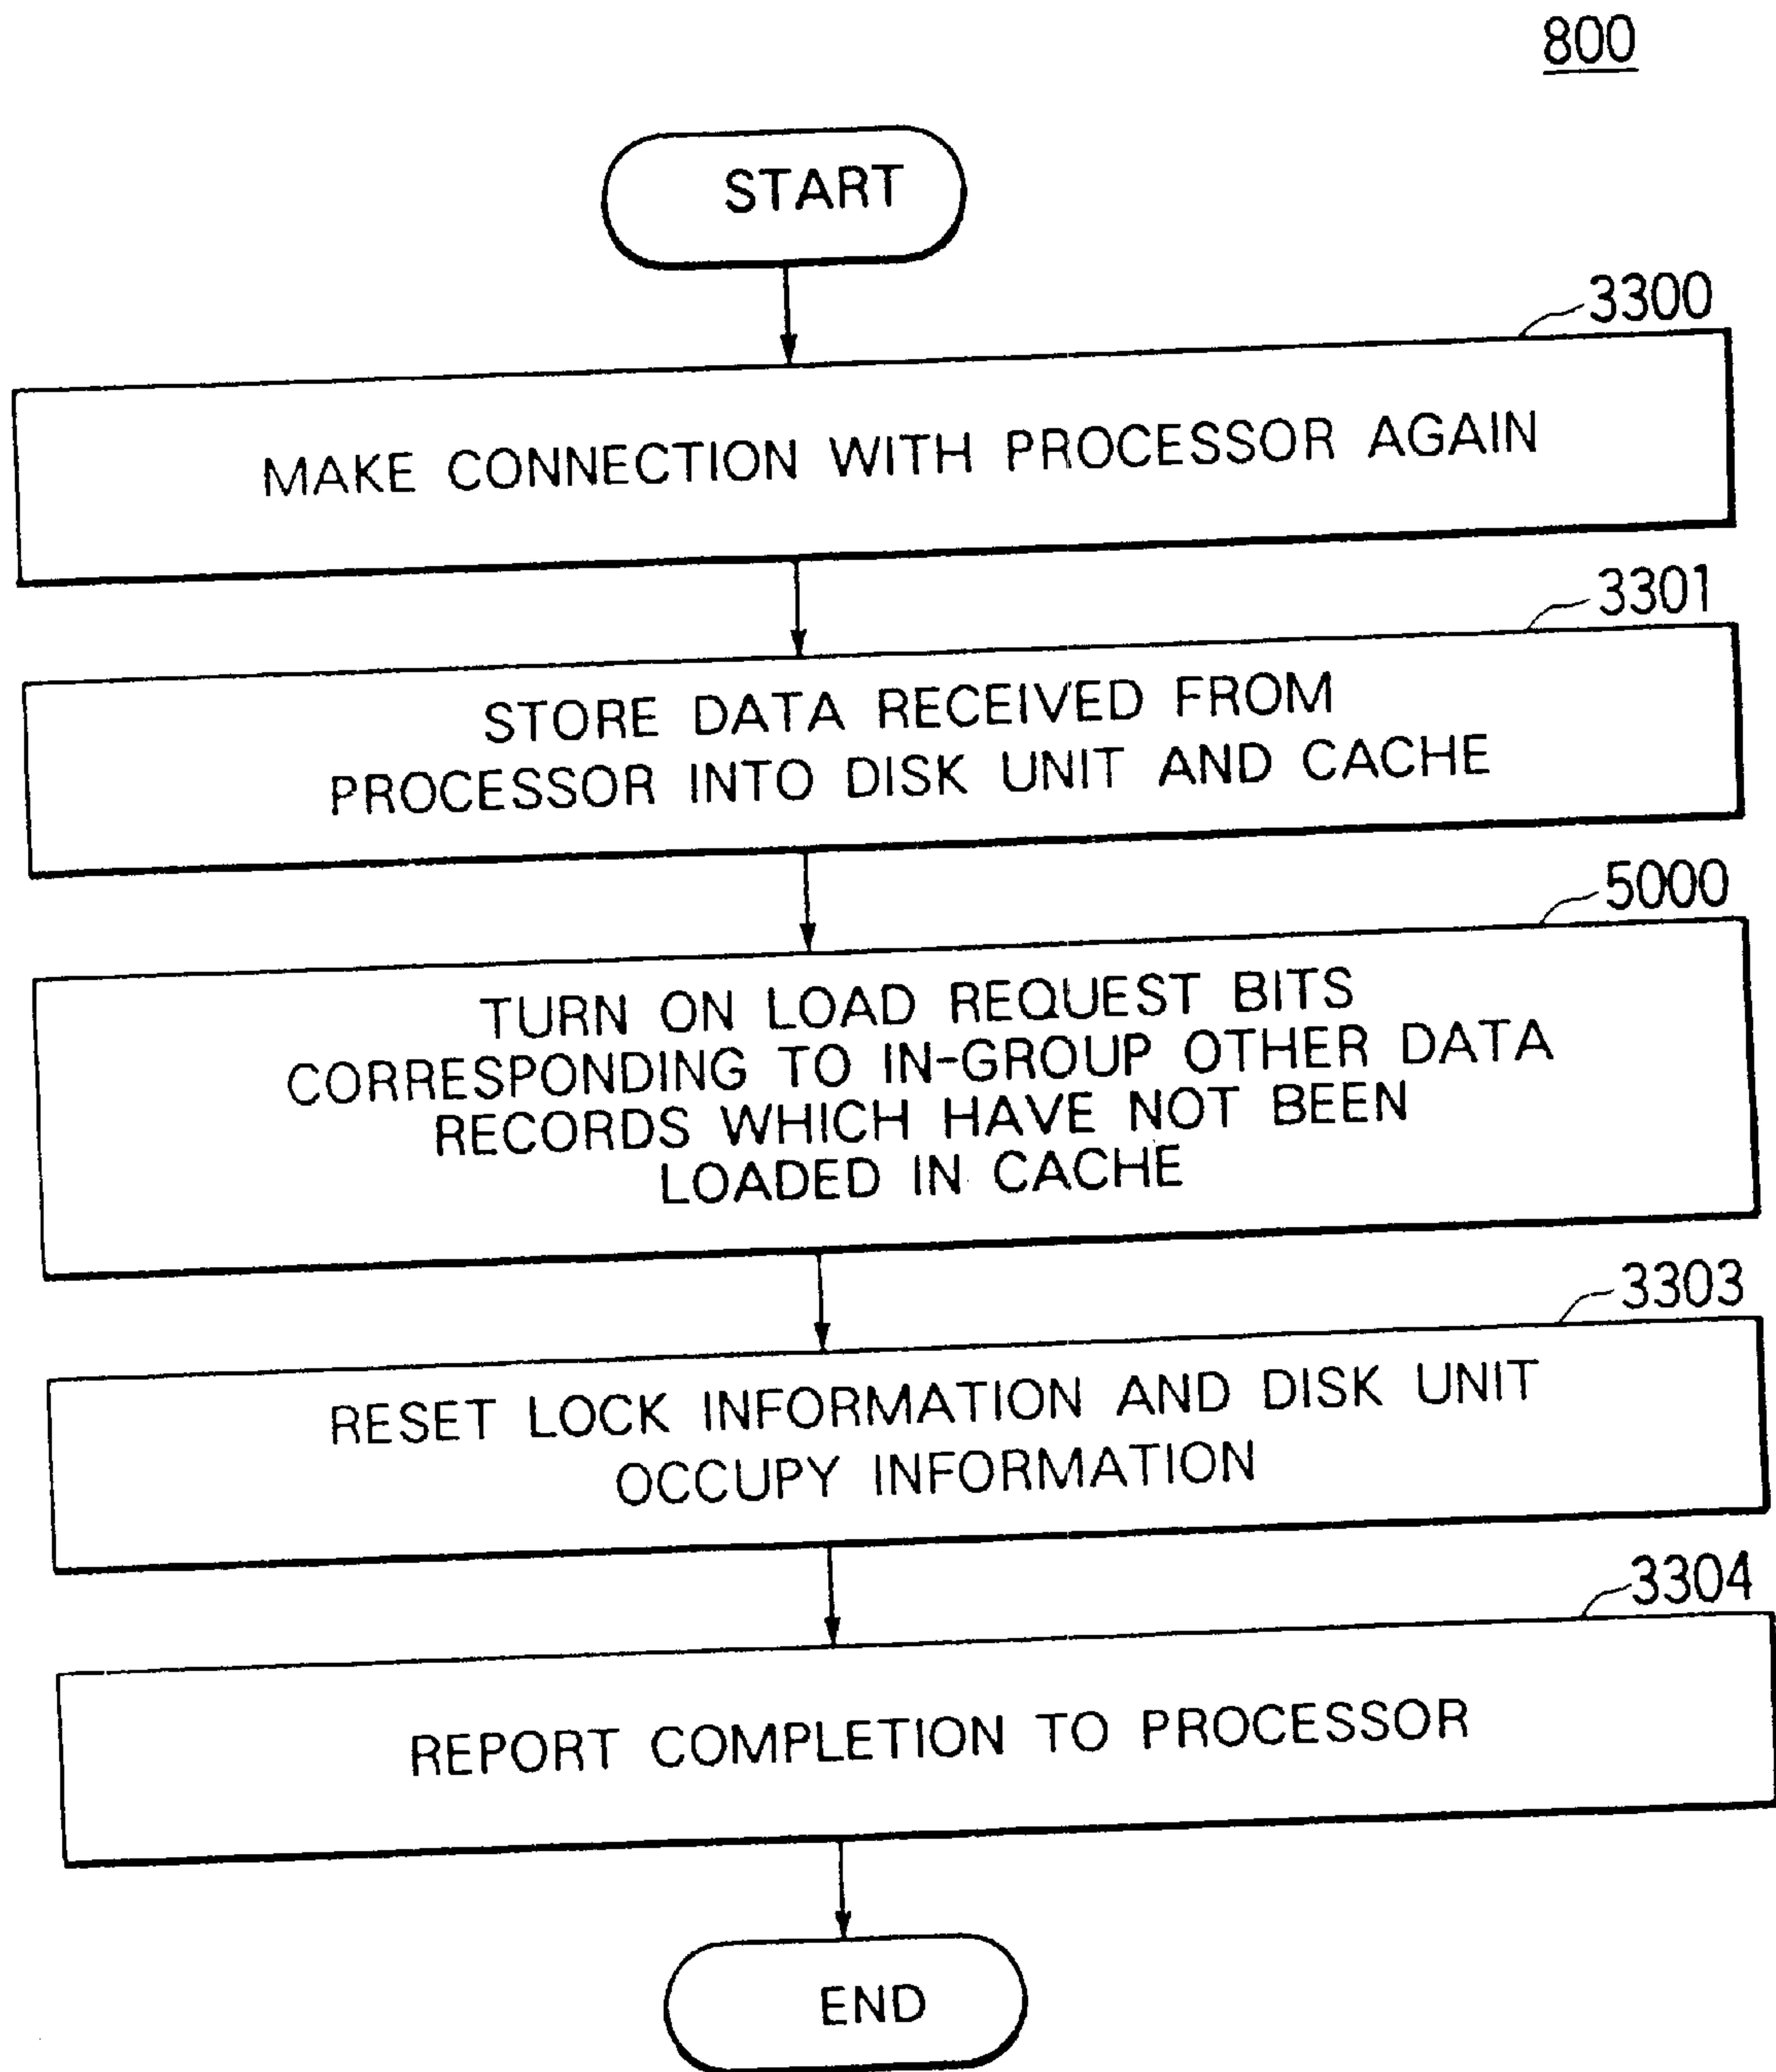 800
START
3300
MAKE CONNECTION WITH PROCESSOR AGAIN
3301
STORE DATA RECEIVED FROM
PROCESSOR INTO DISK UNIT AND CACHE
5000
TURN ON LOAD REQUEST BITS
CORRESPONDING TO IN-GROUP OTHER DATA
RECORDS WHICH HAVE NOT BEEN
LOADED IN CACHE
3303
RESET LOCK INFORMATION AND DISK UNIT
OCCUPY INFORMATION
3304
REPORT COMPLETION TO PROCESSOR
END